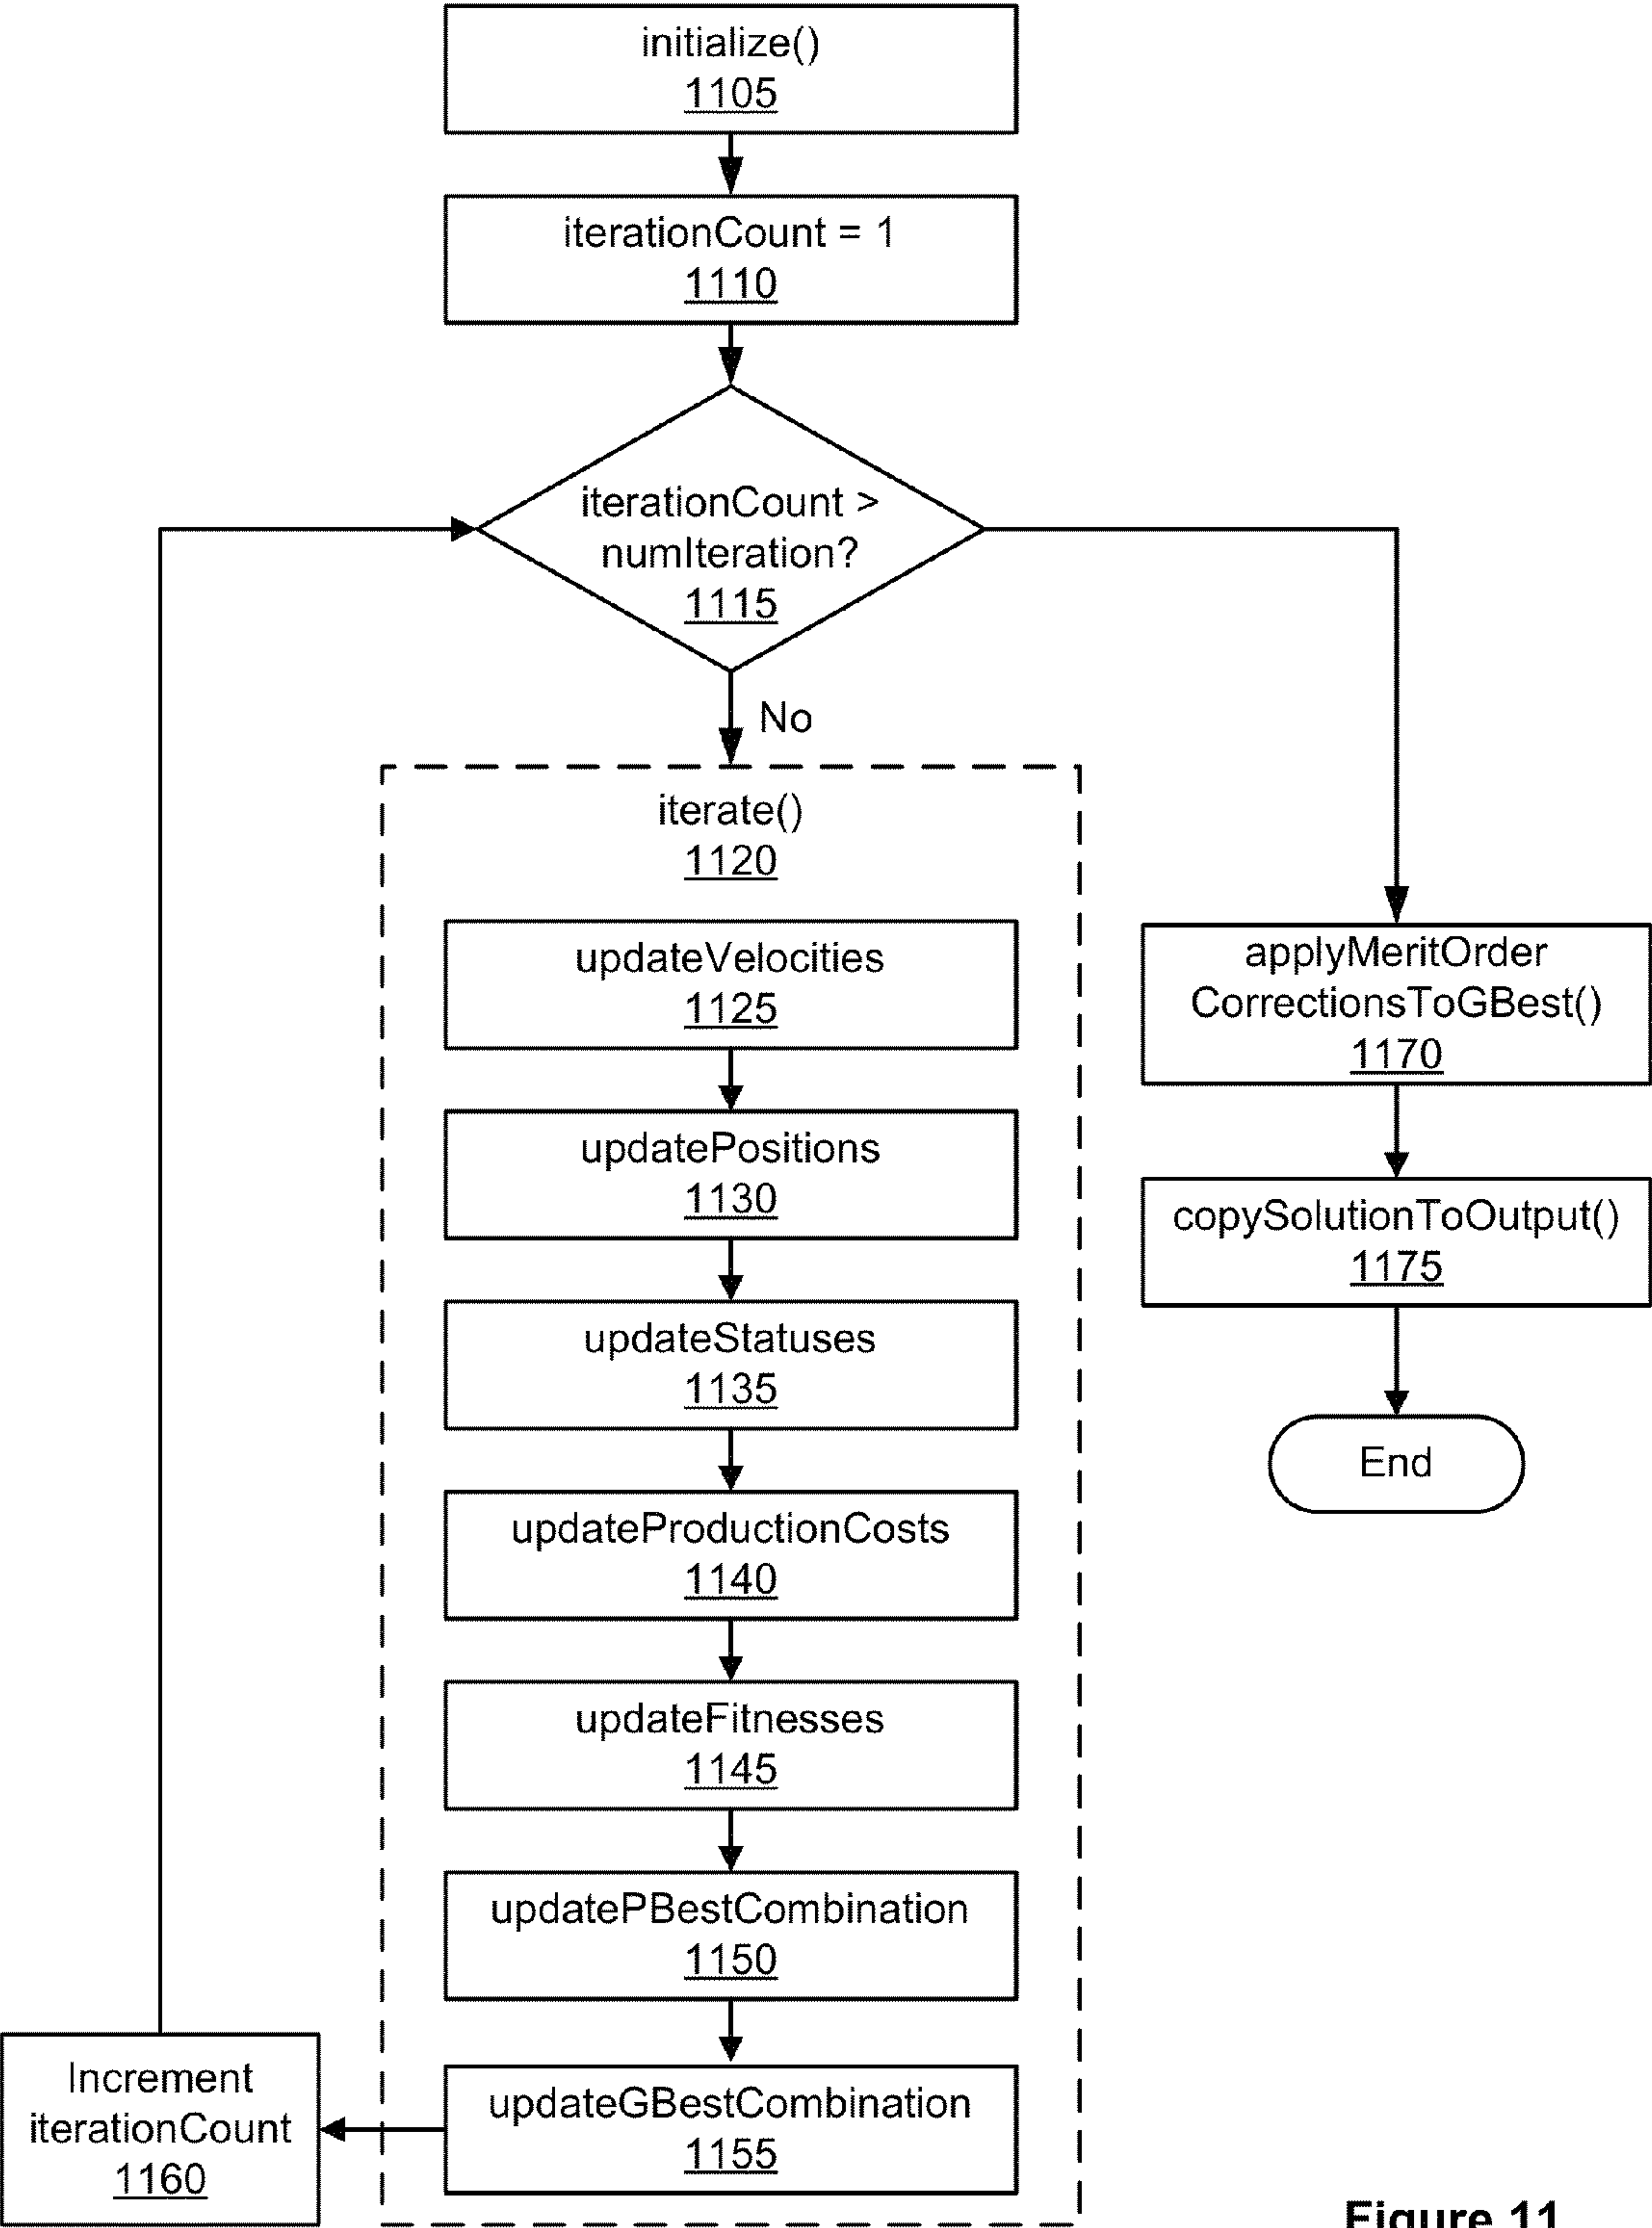 initialize()
1105
iterationCount = 1
1110
iterationCount >
numIteration?
1115
No
iterate()
1120
updateVelocities
1125
updatePositions
1130
updateStatuses
1135
updateProductionCosts
1140
updateFitnesses
1145
updatePBestCombination
1150
updateGBestCombination
1155
Increment
iterationCount
1160
applyMeritOrder
CorrectionsToGBest()
1170
copySolutionToOutput()
1175
End
Figure 11